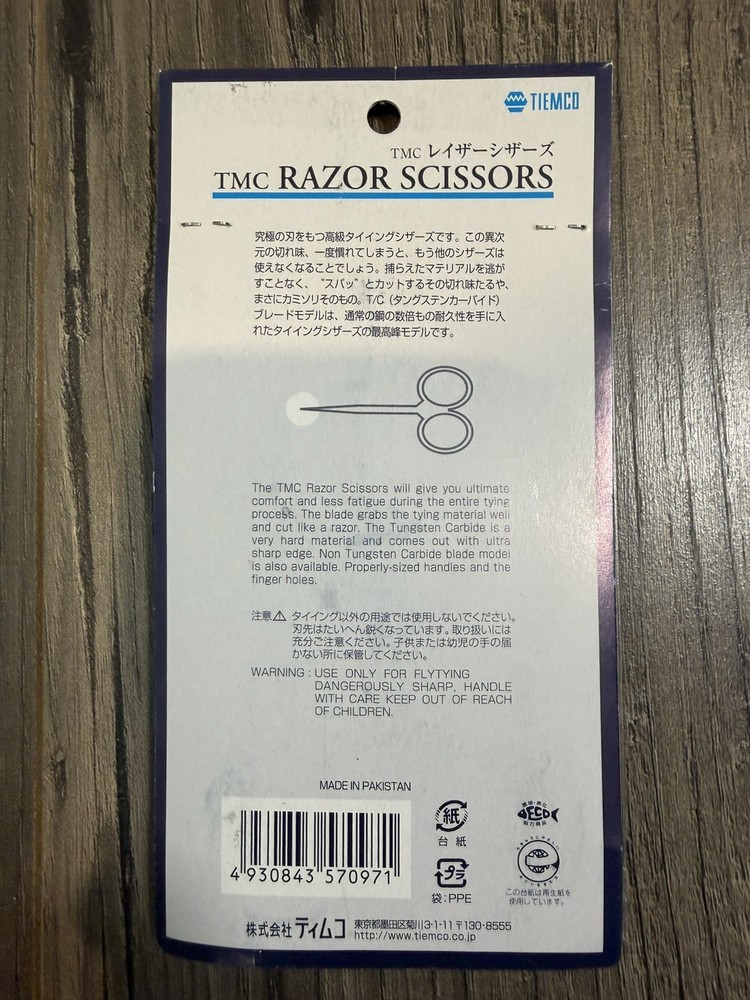 TIEMCO
TMC レイザーシザーズ
TMC RAZOR SCISSORS
究極の刃をもつ高級タイイングシザーズです。この異次
元の切れ味、一度慣れてしまうと、もう他のシザーズは
使えなくなることでしょう。捕らえたマテリアルを逃が
すことなく、"スパッ"とカットするその切れ味たるや、
まさにカミソリそのもの。T/C（タングステンカーバイド）
ブレードモデルは、通常の鋼の数倍もの耐久性を手に入
れたタイイングシザーズの最高峰モデルです。
The TMC Razor Scissors will give you ultimate
comfort and less fatigue during the entire tying
process. The blade grabs the tying material well
and cut like a razor. The Tungsten Carbide is a
very hard material and comes out with ultra
sharp edge. Non Tungsten Carbide blade model
is also available. Properly-sized handles and the
finger holes.
注意⚠ タイイング以外の用途では使用しないでください。
刃先はたいへん鋭くなっています。取り扱いには
充分ご注意ください。子供または幼児の手の届
かない所に保管してください。
WARNING : USE ONLY FOR FLYTYING
DANGEROUSLY SHARP, HANDLE
WITH CARE KEEP OUT OF REACH
OF CHILDREN.
MADE IN PAKISTAN
4 930843 570971
紙
台 紙
プラ
袋：PPE
ECO
この台紙は再生紙を
使用しています。
株式会社 ティムコ 東京都墨田区菊川3-1-11 〒130-8555
http://www.tiemco.co.jp